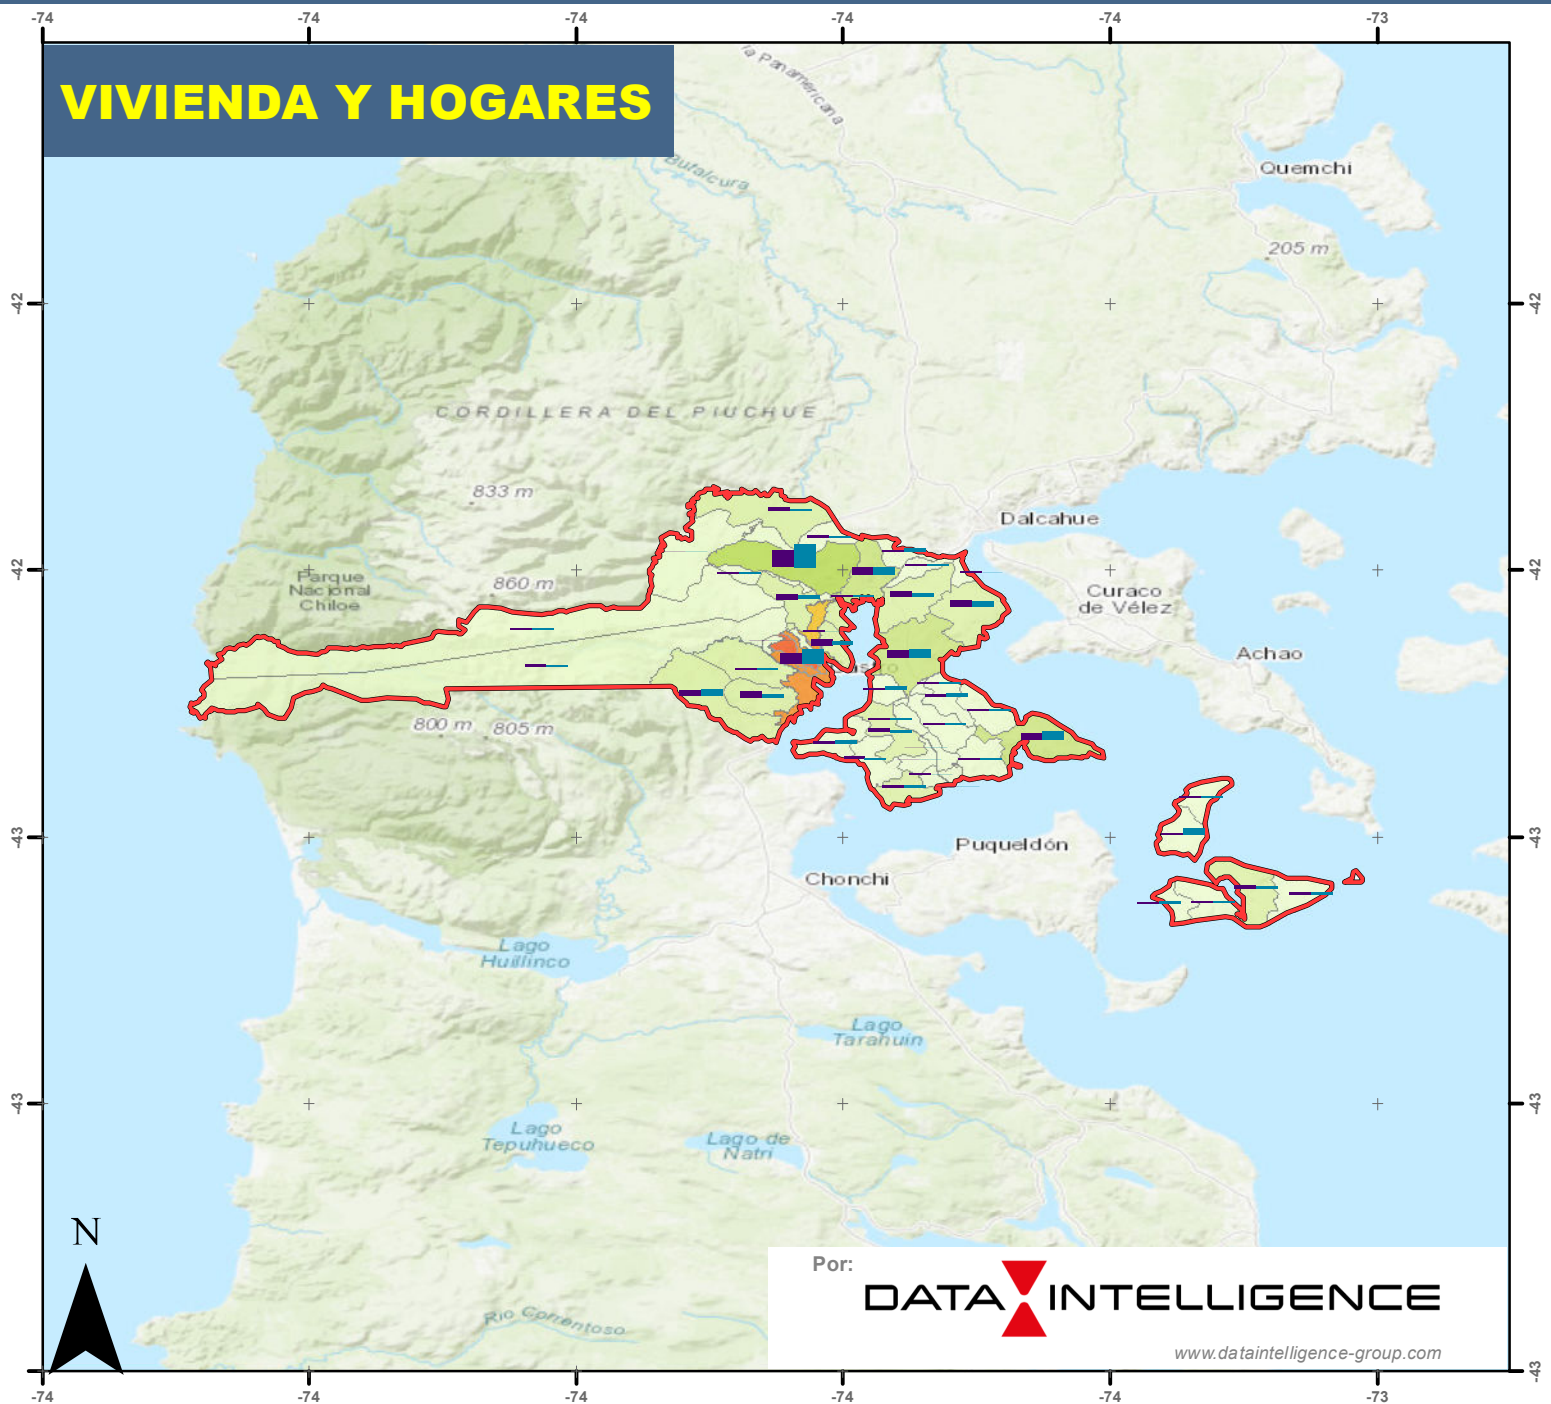 -74 -74 -74 -74 -73
VIVIENDA Y HOGARES
la Panamericana
Butalcura
Quemchi
205 m
42 42
CORDILLERA DEL PIUCHUE
833 m
Dalcahue
42 42
Parque
Nacional
Chiloe
860 m
Curaco
de Vélez
Achao
800 m 805 m
43 43
Puqueldón
Chonchi
Lago
Huillinco
Lago
Tarahuin
43 43
Lago
Tepuhueco
Lago de
Natri
N
Por:
DATA INTELLIGENCE
Rio Correntoso
www.dataintelligence-group.com
-43
-74 -74 -74 -74 -73